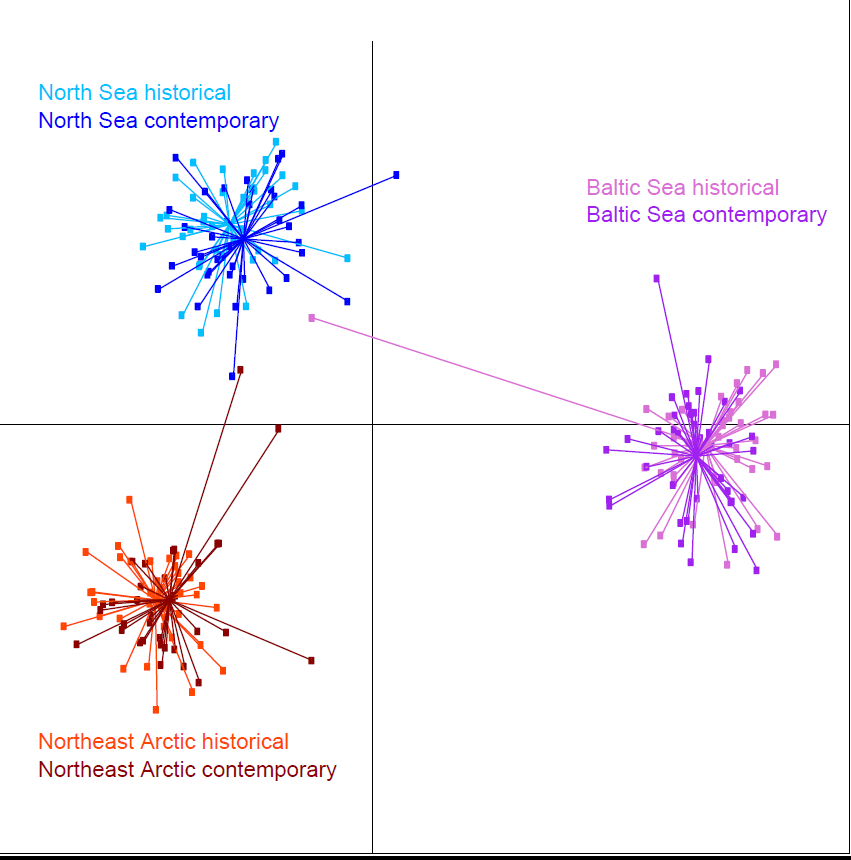 North Sea historical
North Sea contemporary
Baltic Sea historical
Baltic Sea contemporary
Northeast Arctic historical
Northeast Arctic contemporary